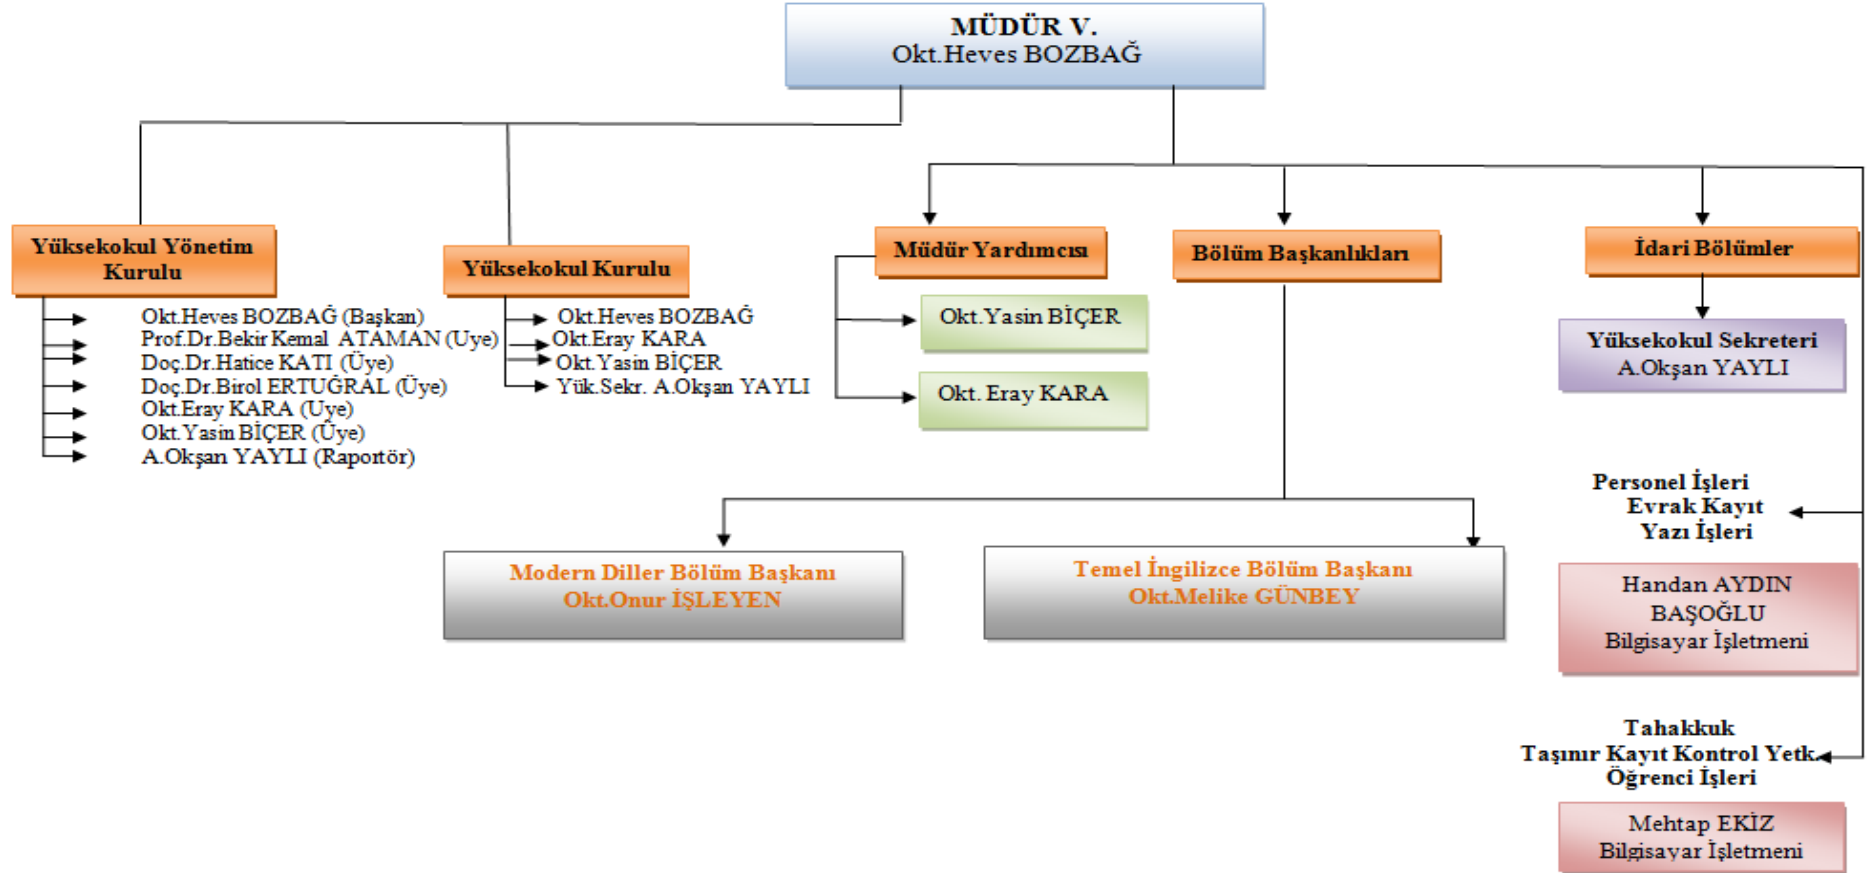 MÜDÜR V.
Okt.Heves BOZBAĞ
Yüksekokul Yönetim
Kurulu
Okt.Heves BOZBAĞ (Başkan)
Prof.Dr.Bekir Kemal ATAMAN (Uye)
Doç.Dr.Hatice KATI (Üye)
Doç.Dr.Birol ERTUĞRAL (Üye)
Okt.Eray KARA (Uye)
Okt.Yasin BİÇER (Üye)
A.Okşan YAYLI (Raportör)
Yüksekokul Kurulu
Okt.Heves BOZBAĞ
Okt.Eray KARA
Okt.Yasin BİÇER
Yük.Sekr. A.Okşan YAYLI
Müdür Yardımcısı
Okt.Yasin BİÇER
Okt. Eray KARA
Bölüm Başkanlıkları
Modern Diller Bölüm Başkanı
Okt.Onur İŞLEYEN
Temel İngilizce Bölüm Başkanı
Okt.Melike GÜNBEY
İdari Bölümler
Yüksekokul Sekreteri
A.Okşan YAYLI
Personel İşleri
Evrak Kayıt
Yazı İşleri
Handan AYDIN
BAŞOĞLU
Bilgisayar İşletmeni
Tahakkuk
Taşınır Kayıt Kontrol Yetk.
Öğrenci İşleri
Mehtap EKİZ
Bilgisayar İşletmeni